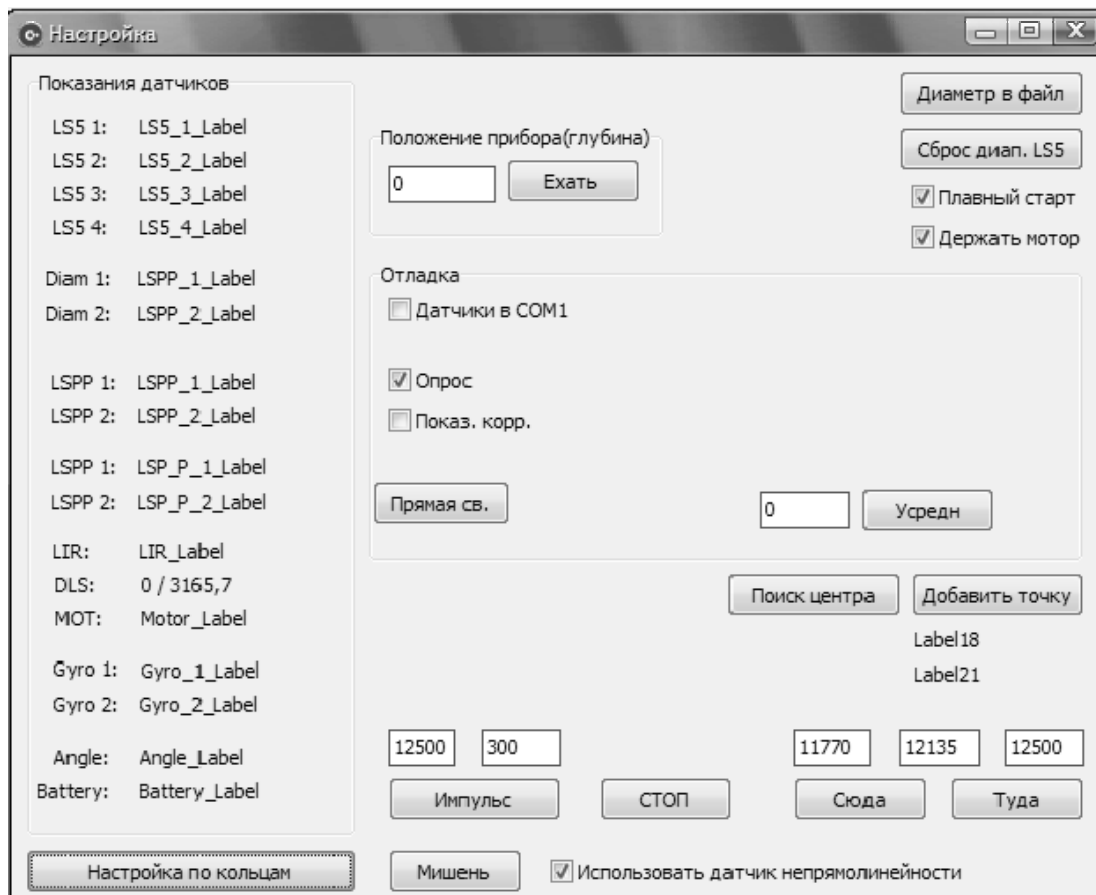 Настройка
Показания датчиков
LS5 1: LS5_1_Label
LS5 2: LS5_2_Label
LS5 3: LS5_3_Label
LS5 4: LS5_4_Label
Diam 1: LSPP_1_Label
Diam 2: LSPP_2_Label
LSPP 1: LSPP_1_Label
LSPP 2: LSPP_2_Label
LSPP 1: LSP_P_1_Label
LSPP 2: LSP_P_2_Label
LIR: LIR_Label
DLS: 0 / 3165,7
MOT: Motor_Label
Gyro 1: Gyro_1_Label
Gyro 2: Gyro_2_Label
Angle: Angle_Label
Battery: Battery_Label
Настройка по кольцам
Положение прибора(глубина)
0 Ехать
Диаметр в файл
Сброс диап. LS5
Плавный старт
Держать мотор
Отладка
Датчики в COM1
Опрос
Показ. корр.
Прямая св. 0 Усредн
Поиск центра Добавить точку
Label18
Label21
12500 300 11770 12135 12500
Импульс СТОП Сюда Туда
Мишень Использовать датчик непрямолинейности